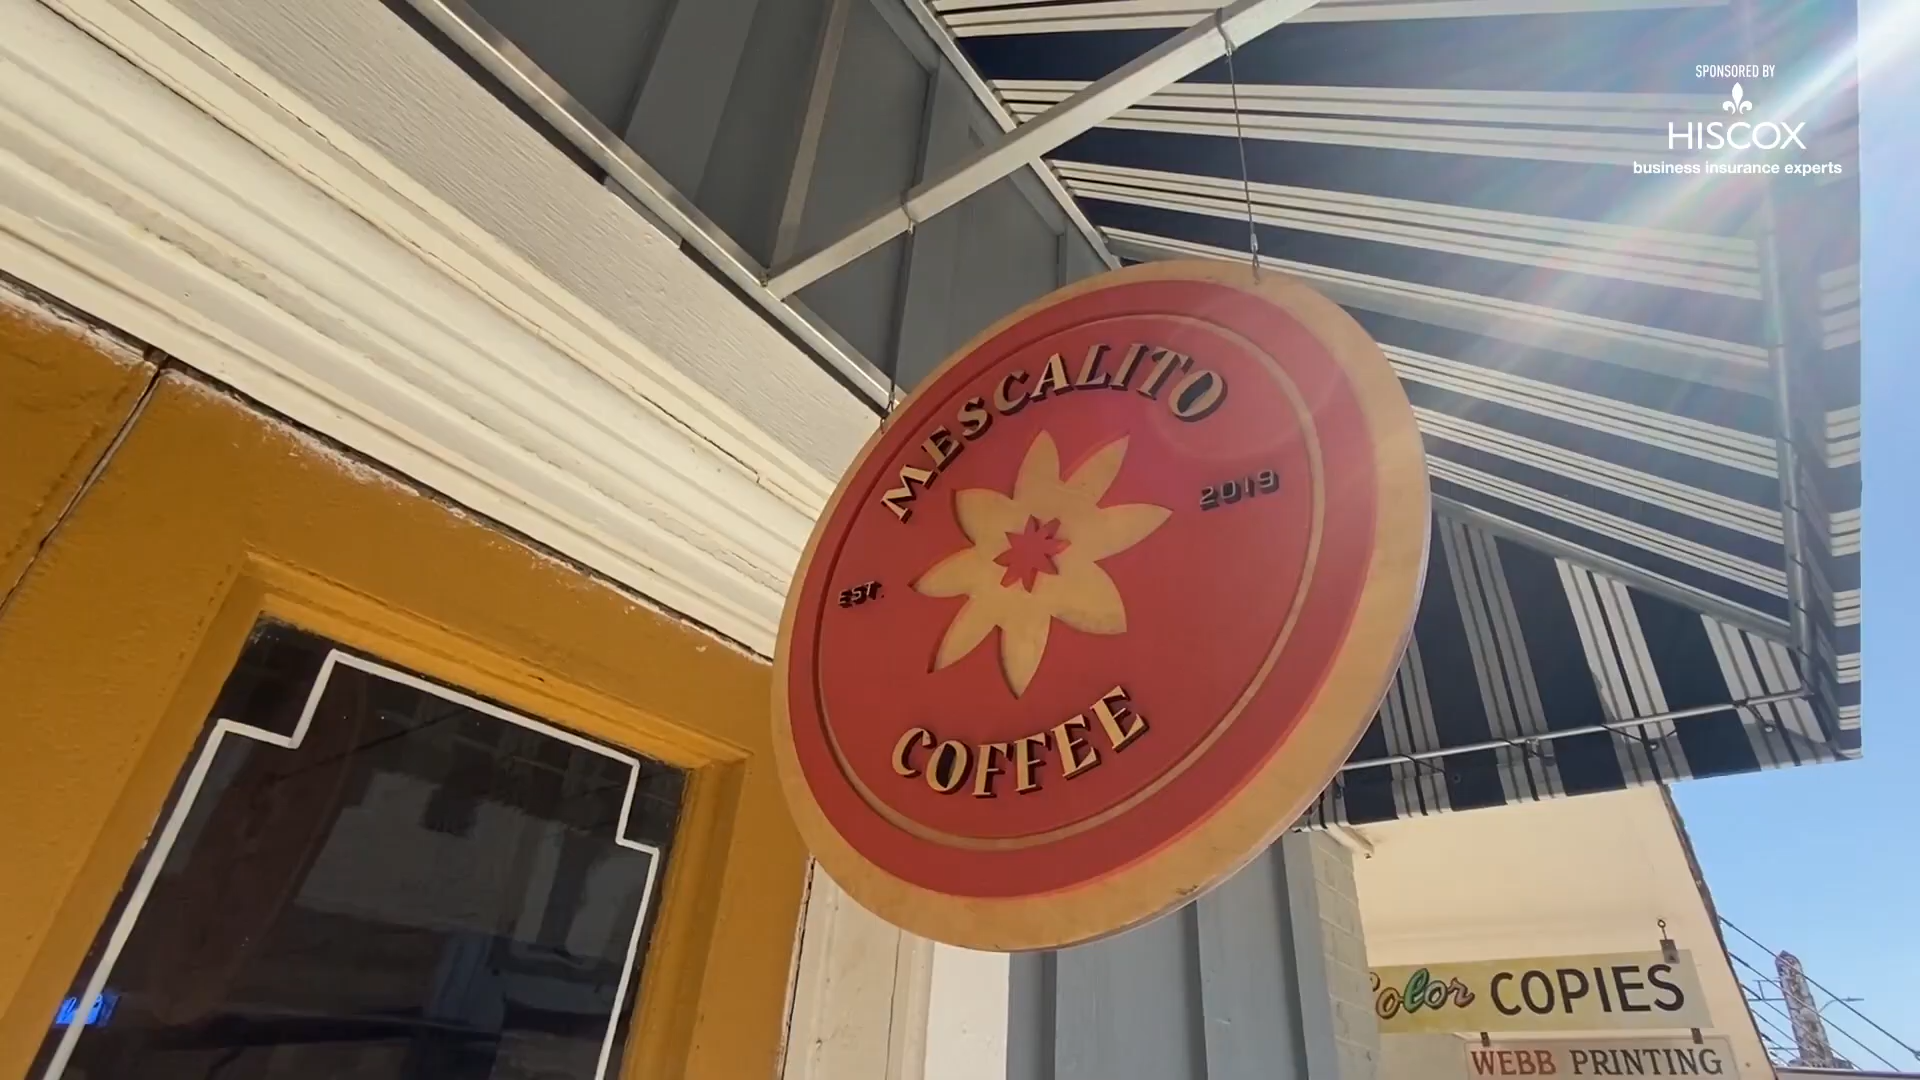 SPONSORED BY
HISCOX
business insurance experts
MESCALITO
EST. 2019
COFFEE
Color COPIES
WEBB PRINTING